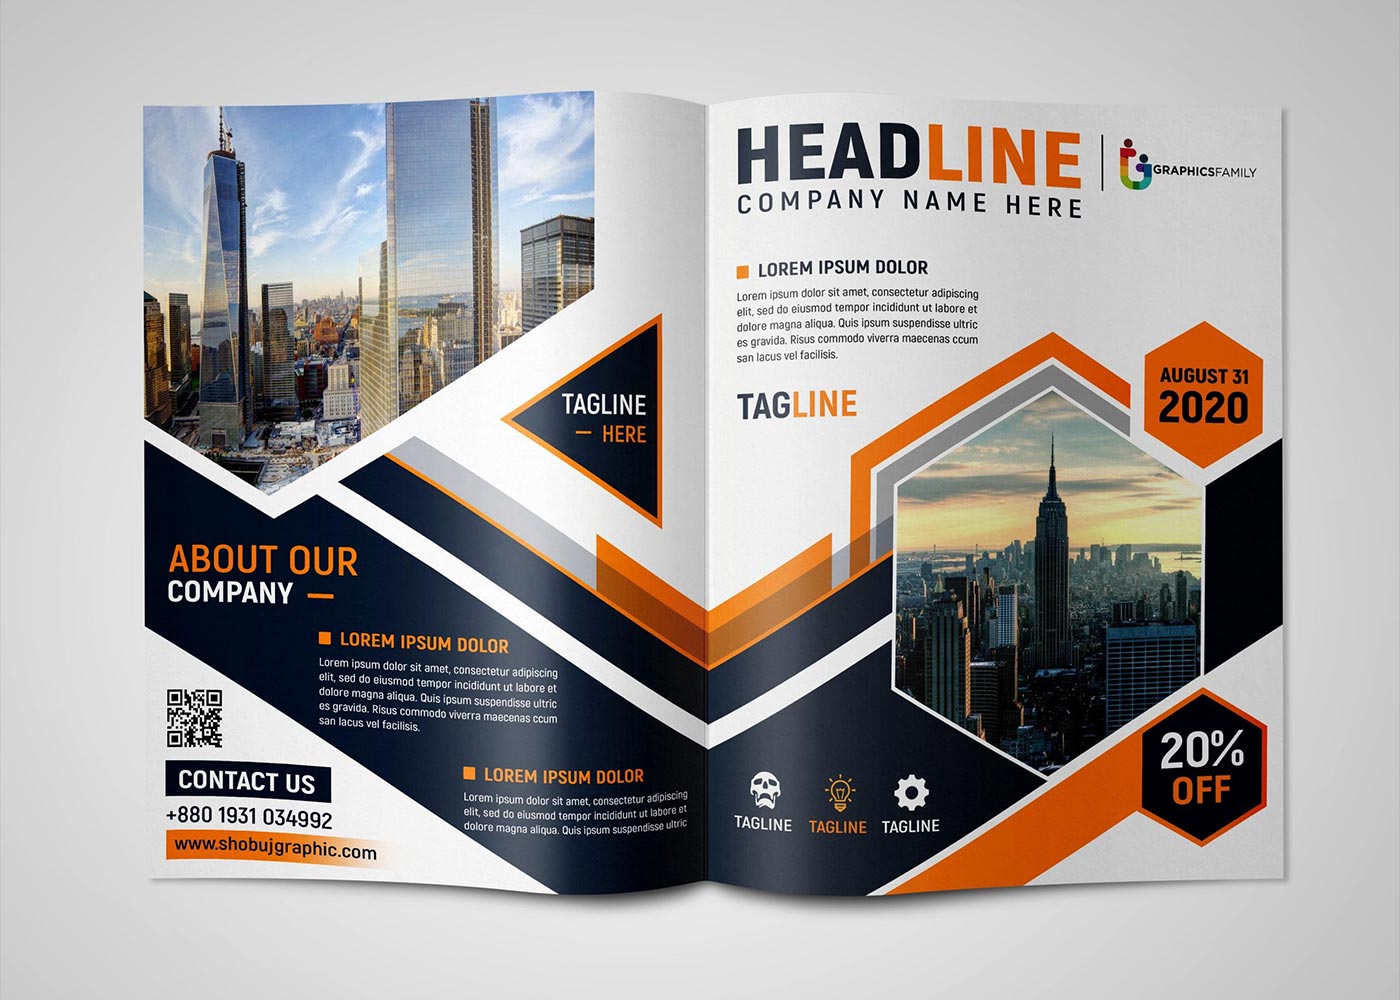 TAGLINE
HERE
ABOUT OUR
COMPANY
LOREM IPSUM DOLOR
Lorem ipsum dolor sit amet, consectetur adipiscing
elit, sed do eiusmod tempor incididunt ut labore et
dolore magna aliqua. Quis ipsum suspendisse ultric
es gravida. Risus commodo viverra maecenas ccum
san lacus vel facilisis.
LOREM IPSUM DOLOR
Lorem ipsum dolor sit amet, consectetur adipiscing
elit, sed do eiusmod tempor incididunt ut labore et
dolore magna aliqua. Quis ipsum suspendisse ultric
CONTACT US
+880 1931 034992
www.shobujgraphic.com
HEADLINE
COMPANY NAME HERE
GRAPHICSFAMILY
LOREM IPSUM DOLOR
Lorem ipsum dolor sit amet, consectetur adipiscing
elit, sed do eiusmod tempor incididunt ut labore et
dolore magna aliqua. Quis ipsum suspendisse ultric
es gravida. Risus commodo viverra maecenas ccum
san lacus vel facilisis.
TAGLINE
AUGUST 31
2020
20%
OFF
TAGLINE
TAGLINE
TAGLINE